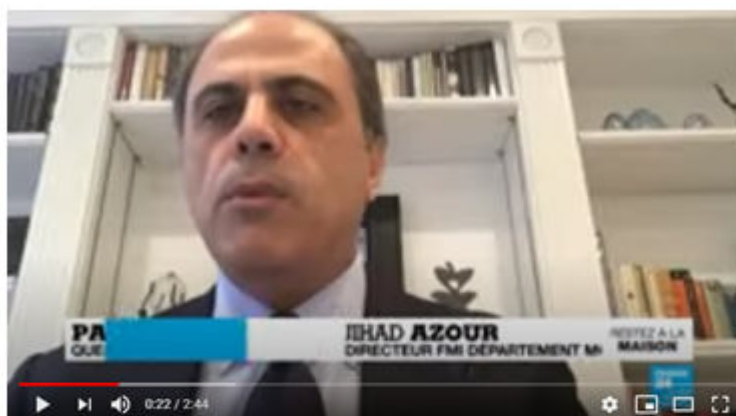 PA JIHAD AZOUR
QUE DIRECTEUR FMI DÉPARTEMENT M
RESTEZ A LA
MAISON
0:22 / 2:44